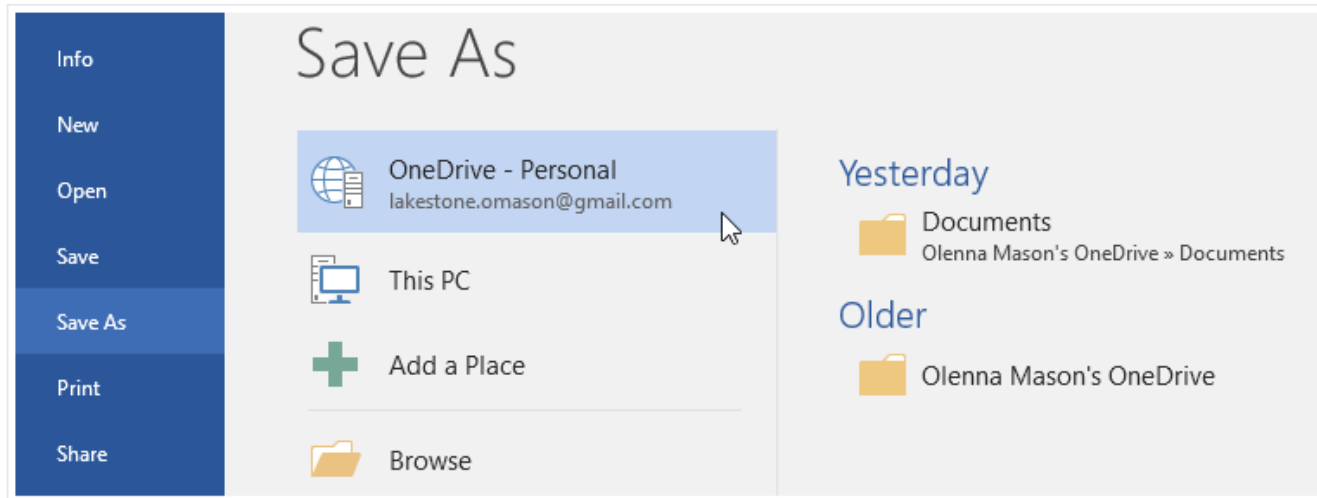 Info
New
Open
Save
Save As
Print
Share
Save As
OneDrive - Personal
lakestone.omason@gmail.com
This PC
Add a Place
Browse
Yesterday
Documents
Olenna Mason's OneDrive » Documents
Older
Olenna Mason's OneDrive